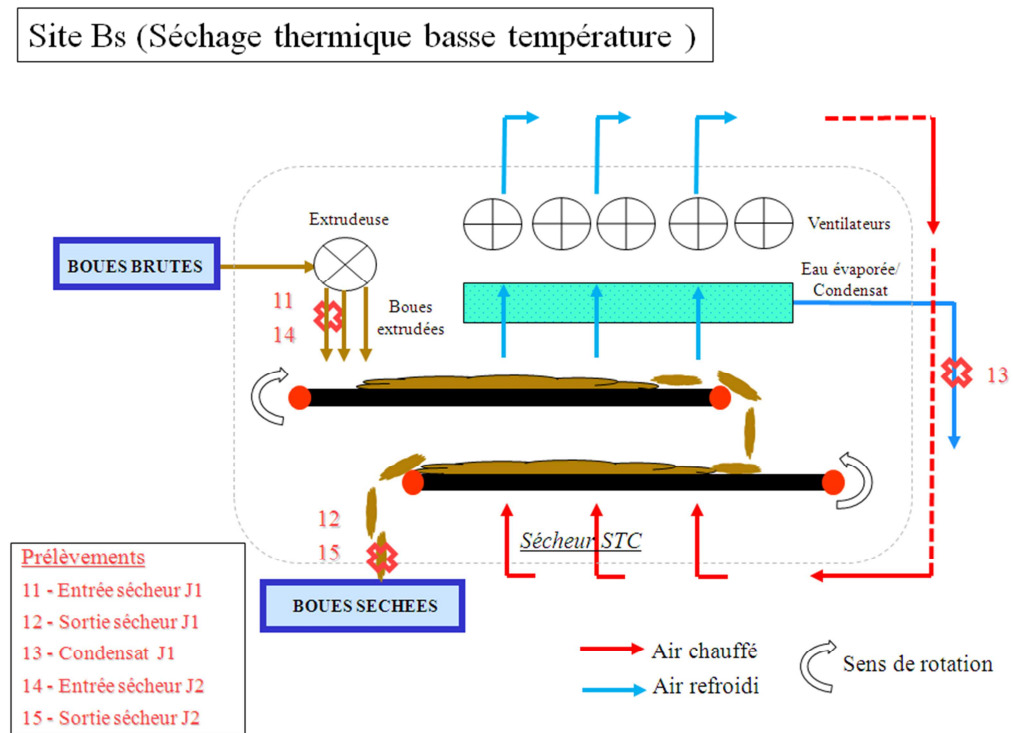 Site Bs (Séchage thermique basse température )
Extrudeuse
Ventilateurs
BOUES BRUTES
Eau évaporée/
Condensat
11
14
Boues
extrudées
13
12
15
Sécheur STC
Prélèvements
11 - Entrée sécheur J1
12 - Sortie sécheur J1
13 - Condensat J1
14 - Entrée sécheur J2
15 - Sortie sécheur J2
BOUES SECHEES
Air chauffé
Air refroidi
Sens de rotation